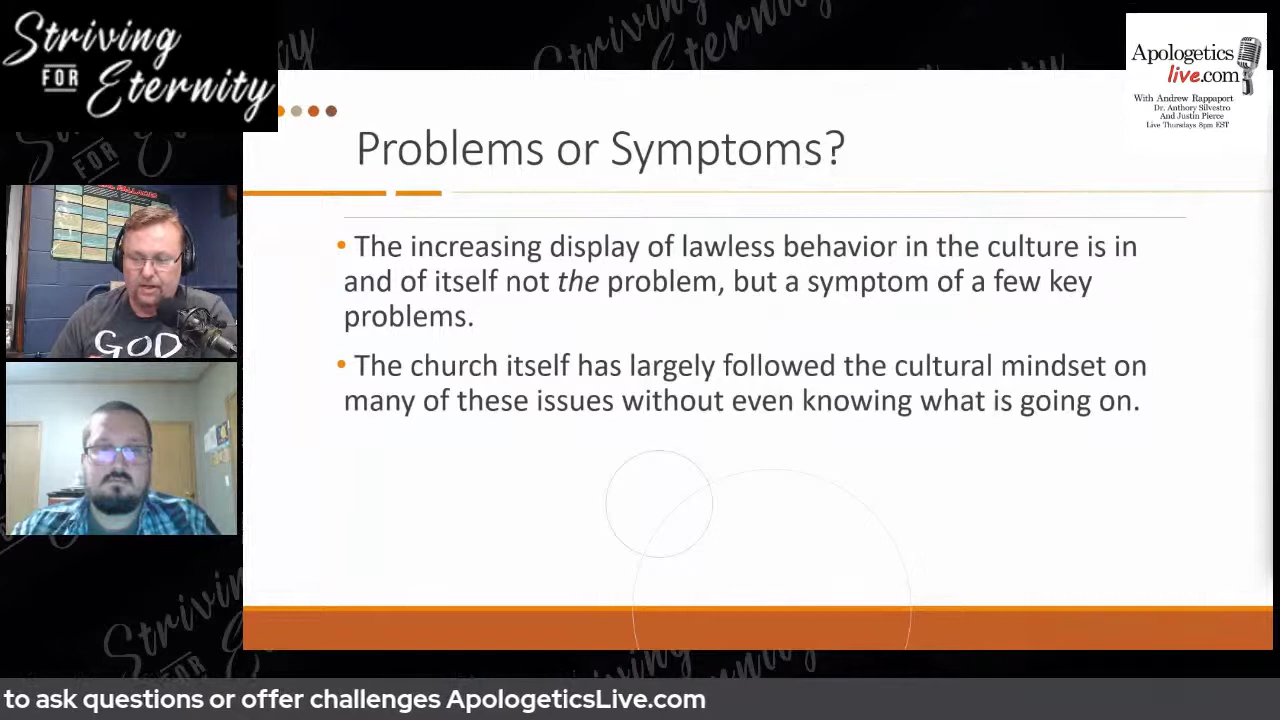 Striving
FOR
Eternity
Apologetics
live.com
With Andrew Rappaport
Dr. Anthony Silvestro
And Justin Pierce
Live Thursdays 8pm EST
Problems or Symptoms?
• The increasing display of lawless behavior in the culture is in
and of itself not the problem, but a symptom of a few key
problems.
• The church itself has largely followed the cultural mindset on
many of these issues without even knowing what is going on.
GOD
to ask questions or offer challenges ApologeticsLive.com